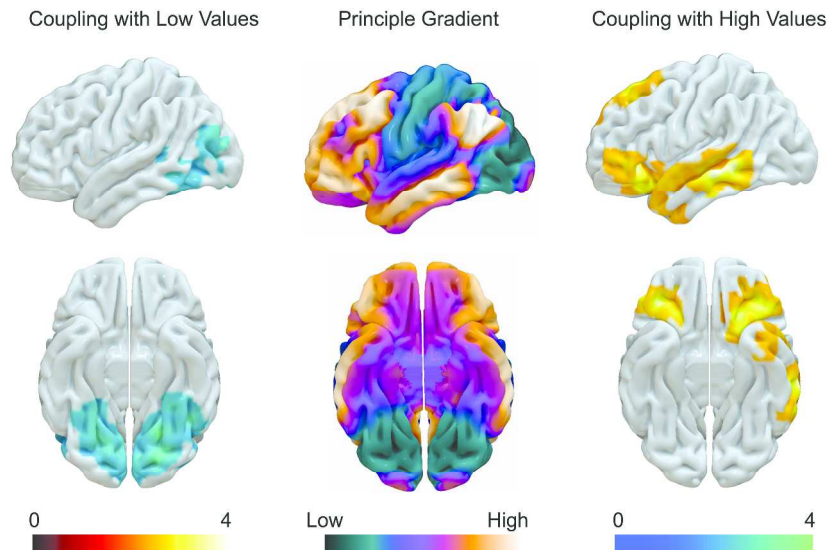 Coupling with Low Values
Principle Gradient
Coupling with High Values
0
4
Low
High
0
4